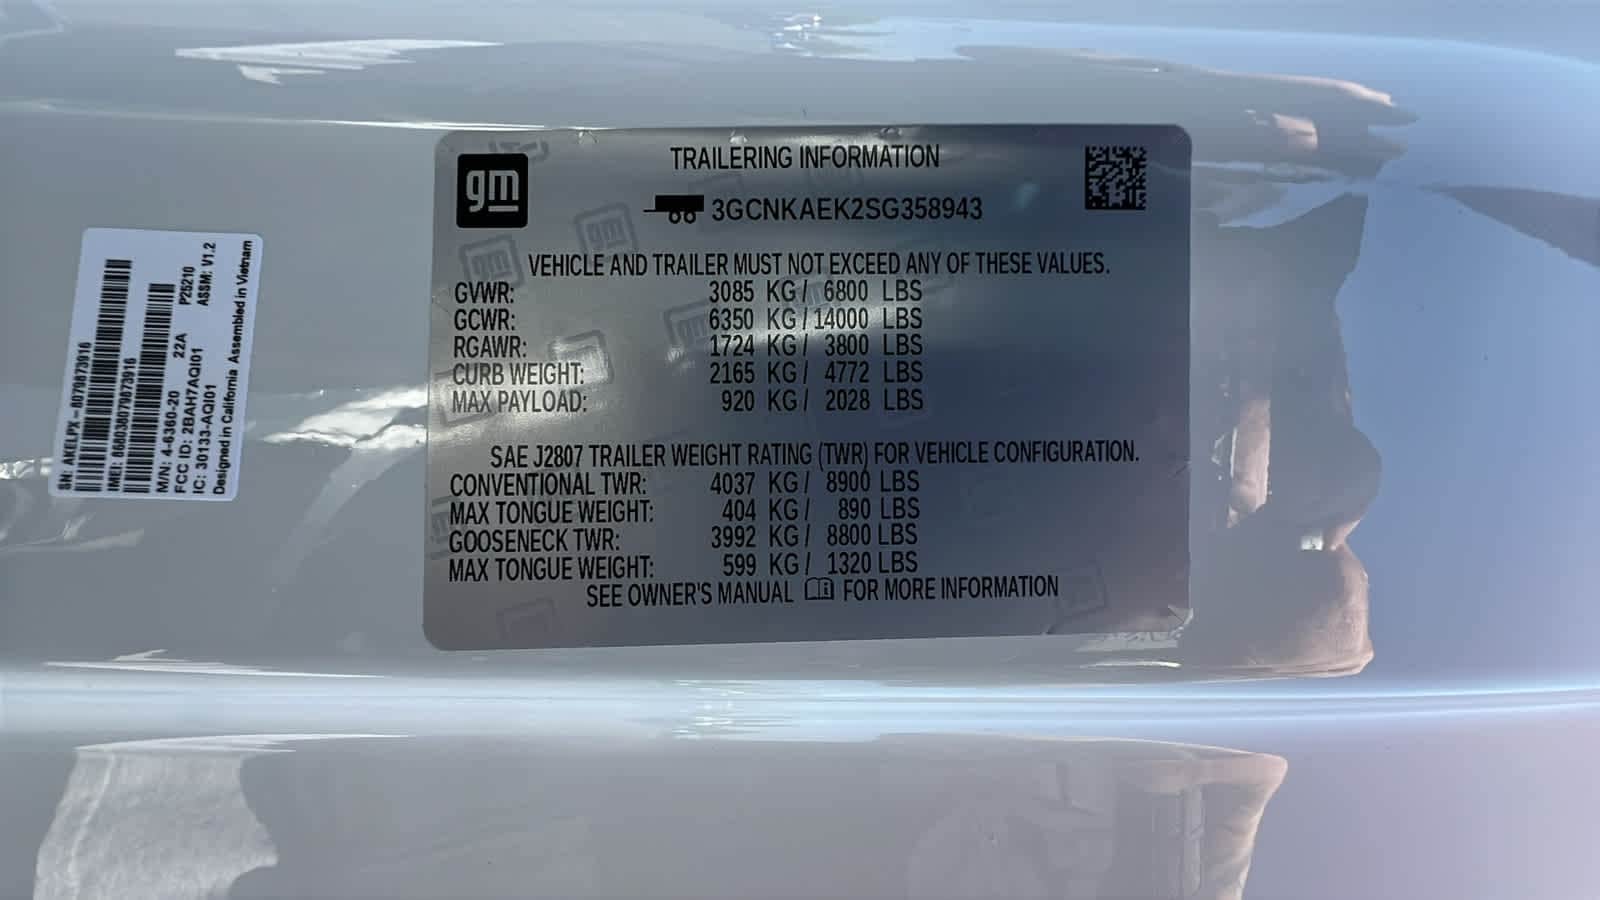 gm
TRAILERING INFORMATION
3GCNKAEK2SG358943
VEHICLE AND TRAILER MUST NOT EXCEED ANY OF THESE VALUES.
GVWR: 3085 KG / 6800 LBS
GCWR: 6350 KG / 14000 LBS
RGAWR: 1724 KG / 3800 LBS
CURB WEIGHT: 2165 KG / 4772 LBS
MAX PAYLOAD: 920 KG / 2028 LBS
SAE J2807 TRAILER WEIGHT RATING (TWR) FOR VEHICLE CONFIGURATION.
CONVENTIONAL TWR: 4037 KG / 8900 LBS
MAX TONGUE WEIGHT: 404 KG / 890 LBS
GOOSENECK TWR: 3992 KG / 8800 LBS
MAX TONGUE WEIGHT: 599 KG / 1320 LBS
SEE OWNER'S MANUAL FOR MORE INFORMATION
SN: AKELPX-8079873916
IMEI: 868038079873916
M/N: 4-6360-20 22A P25210
FCC ID: 2BAH7AQI01 ASSM: V1.2
IC: 30133-AQI01
Designed in California Assembled in Vietnam